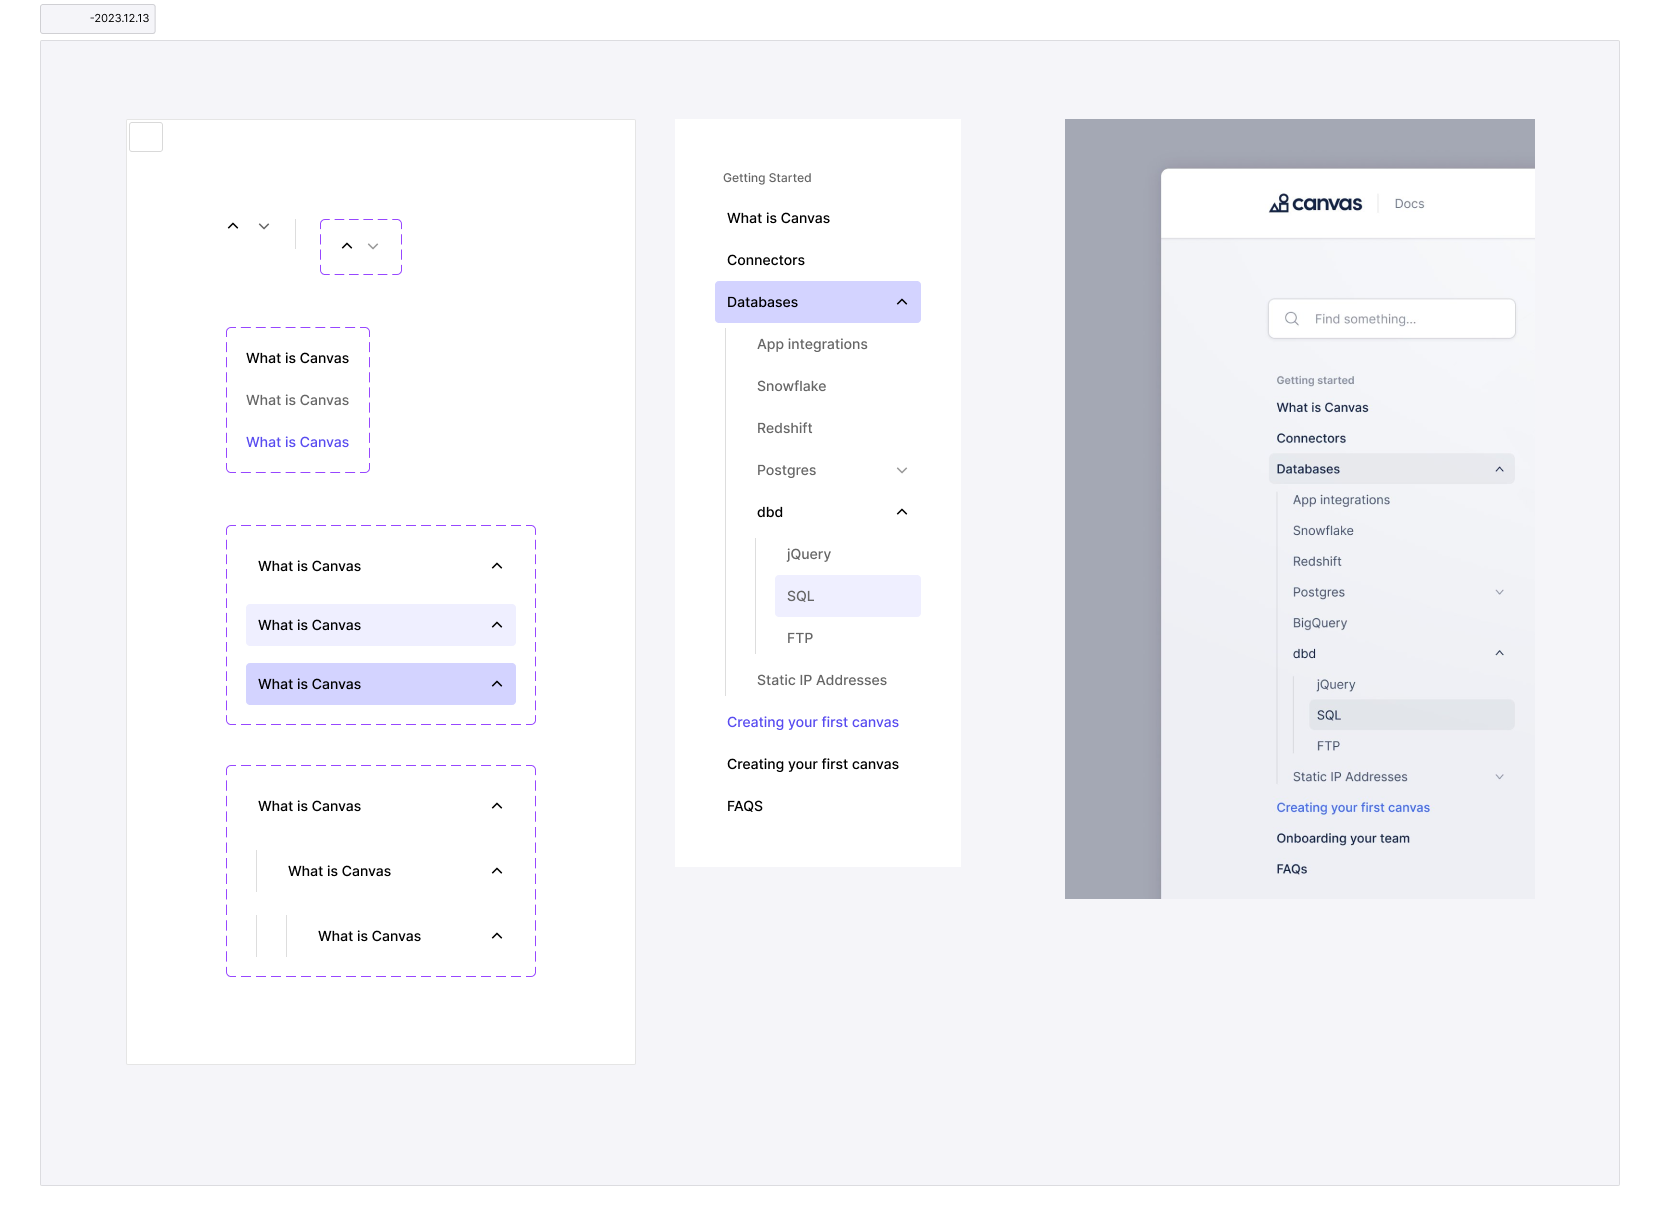 -2023.12.13
What is Canvas
What is Canvas
What is Canvas
What is Canvas
What is Canvas
What is Canvas
What is Canvas
What is Canvas
What is Canvas
Getting Started
What is Canvas
Connectors
Databases
App integrations
Snowflake
Redshift
Postgres
dbd
jQuery
SQL
FTP
Static IP Addresses
Creating your first canvas
Creating your first canvas
FAQS
canvas Docs
Find something...
Getting started
What is Canvas
Connectors
Databases
App integrations
Snowflake
Redshift
Postgres
BigQuery
dbd
jQuery
SQL
FTP
Static IP Addresses
Creating your first canvas
Onboarding your team
FAQs